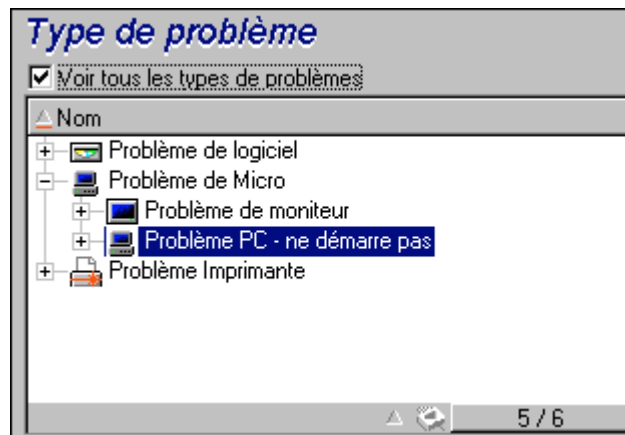 Type de problème
Voir tous les types de problèmes
Nom
Problème de logiciel
Problème de Micro
Problème de moniteur
Problème PC - ne démarre pas
Problème Imprimante
5 / 6